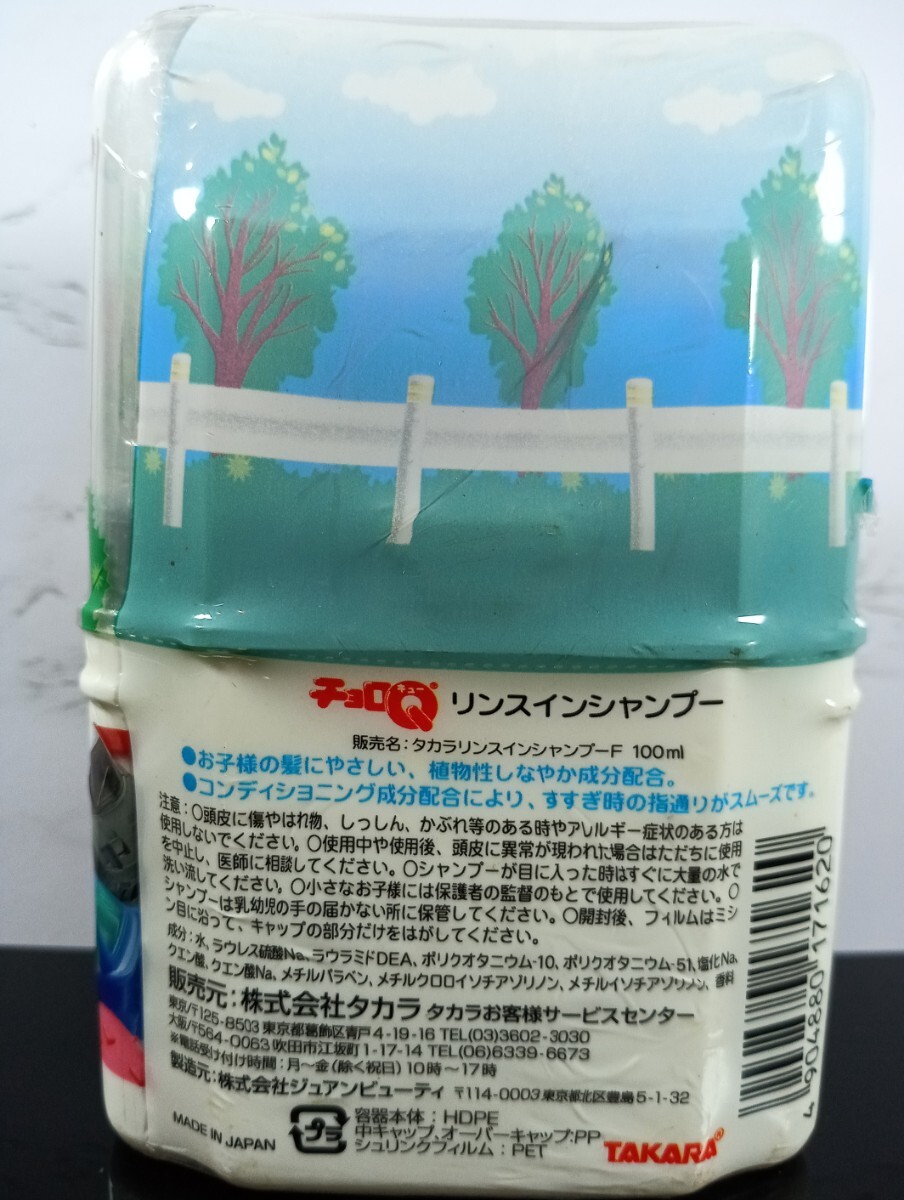 チョロQ キュー リンスインシャンプー
販売名:タカラリンスインシャンプーF 100ml
●お子様の髪にやさしい、植物性しなやか成分配合。
●コンディショニング成分配合により、すすぎ時の指通りがスムーズです。
注意:○頭皮に傷やはれ物、しっしん、かぶれ等のある時やアレルギー症状のある方は
使用しないでください。○使用中や使用後、頭皮に異常が現われた場合はただちに使用
を中止し、医師に相談してください。○シャンプーが目に入った時はすぐに大量の水で
洗い流してください。○小さなお子様には保護者の監督のもとで使用してください。○
シャンプーは乳幼児の手の届かない所に保管してください。○開封後、フィルムはミシ
ン目に沿って、キャップの部分だけをはがしてください。
成分:水、ラウレス硫酸Na、ラウラミドDEA、ポリクオタニウム-10、ポリクオタニウム-51、塩化Na、
クエン酸、クエン酸Na、メチルパラベン、メチルクロロイソチアゾリノン、メチルイソチアゾリノン、香料
販売元:株式会社タカラ タカラお客様サービスセンター
東京/〒125-8503 東京都葛飾区青戸4-19-16 TEL(03)3602-3030
大阪/〒564-0063 吹田市江坂町1-17-14 TEL(06)6339-6673
※電話受け付け時間:月〜金(除く祝日)10時〜17時
製造元:株式会社ジュアンビューティ 〒114-0003 東京都北区豊島5-1-32
MADE IN JAPAN
プラ
容器本体:HDPE
中キャップ、オーバーキャップ:PP
シュリンクフィルム:PET
TAKARA®
4904880171620